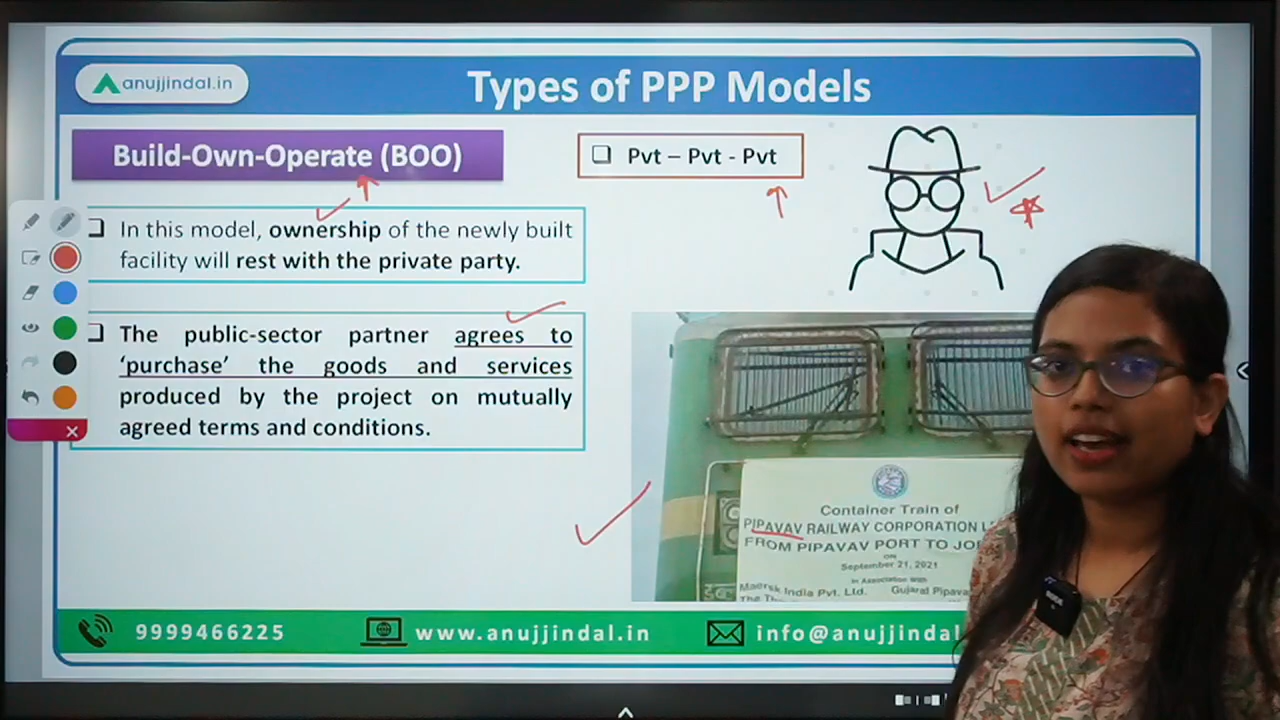 anujjindal.in
Types of PPP Models
Build-Own-Operate (BOO)
Pvt – Pvt - Pvt
In this model, ownership of the newly built
facility will rest with the private party.
The public-sector partner agrees to
‘purchase’ the goods and services
produced by the project on mutually
agreed terms and conditions.
Container Train of
PIPAVAV RAILWAY CORPORATION L
FROM PIPAVAV PORT TO JO
ON
September 21, 2021
In Association With
Maersk India Pvt. Ltd. Gujarat Pipava
9999466225 www.anujjindal.in info@anujjindal